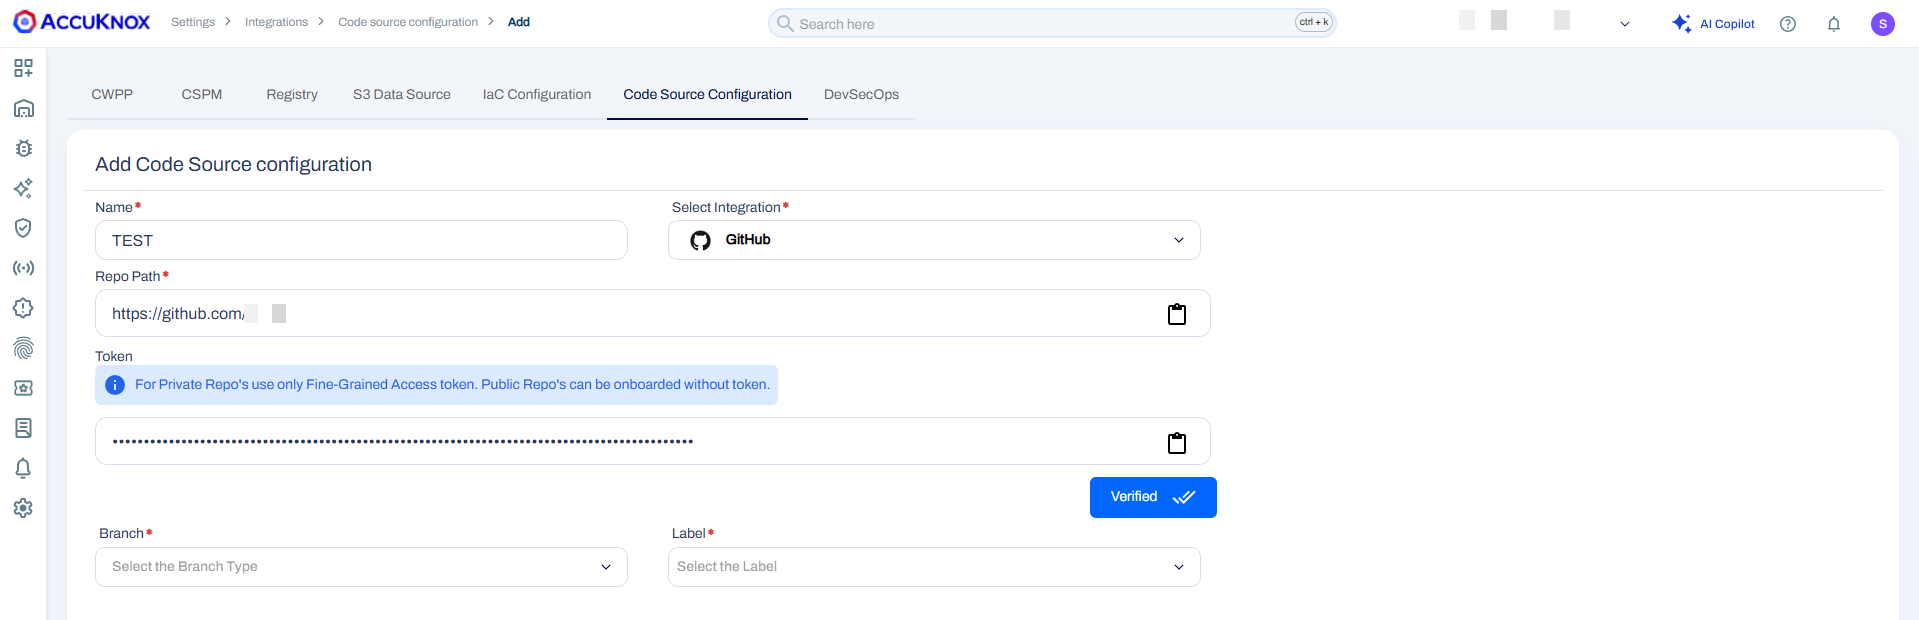 ACCUKNOX
Settings > Integrations > Code source configuration > Add
Search here
ctrl + k
AI Copilot
S
CWPP CSPM Registry S3 Data Source IaC Configuration Code Source Configuration DevSecOps
Add Code Source configuration
Name* Select Integration*
TEST GitHub
Repo Path*
https://github.com/
Token
For Private Repo's use only Fine-Grained Access token. Public Repo's can be onboarded without token.
Verified
Branch* Label*
Select the Branch Type Select the Label